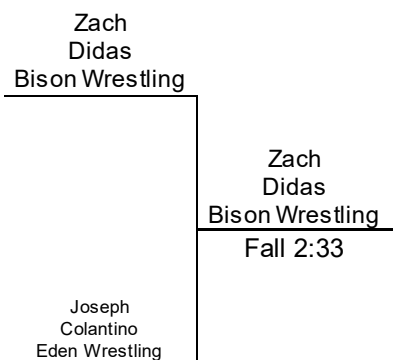 Zach
Didas
Bison Wrestling
Zach
Didas
Bison Wrestling
Fall 2:33
Joseph
Colantino
Eden Wrestling